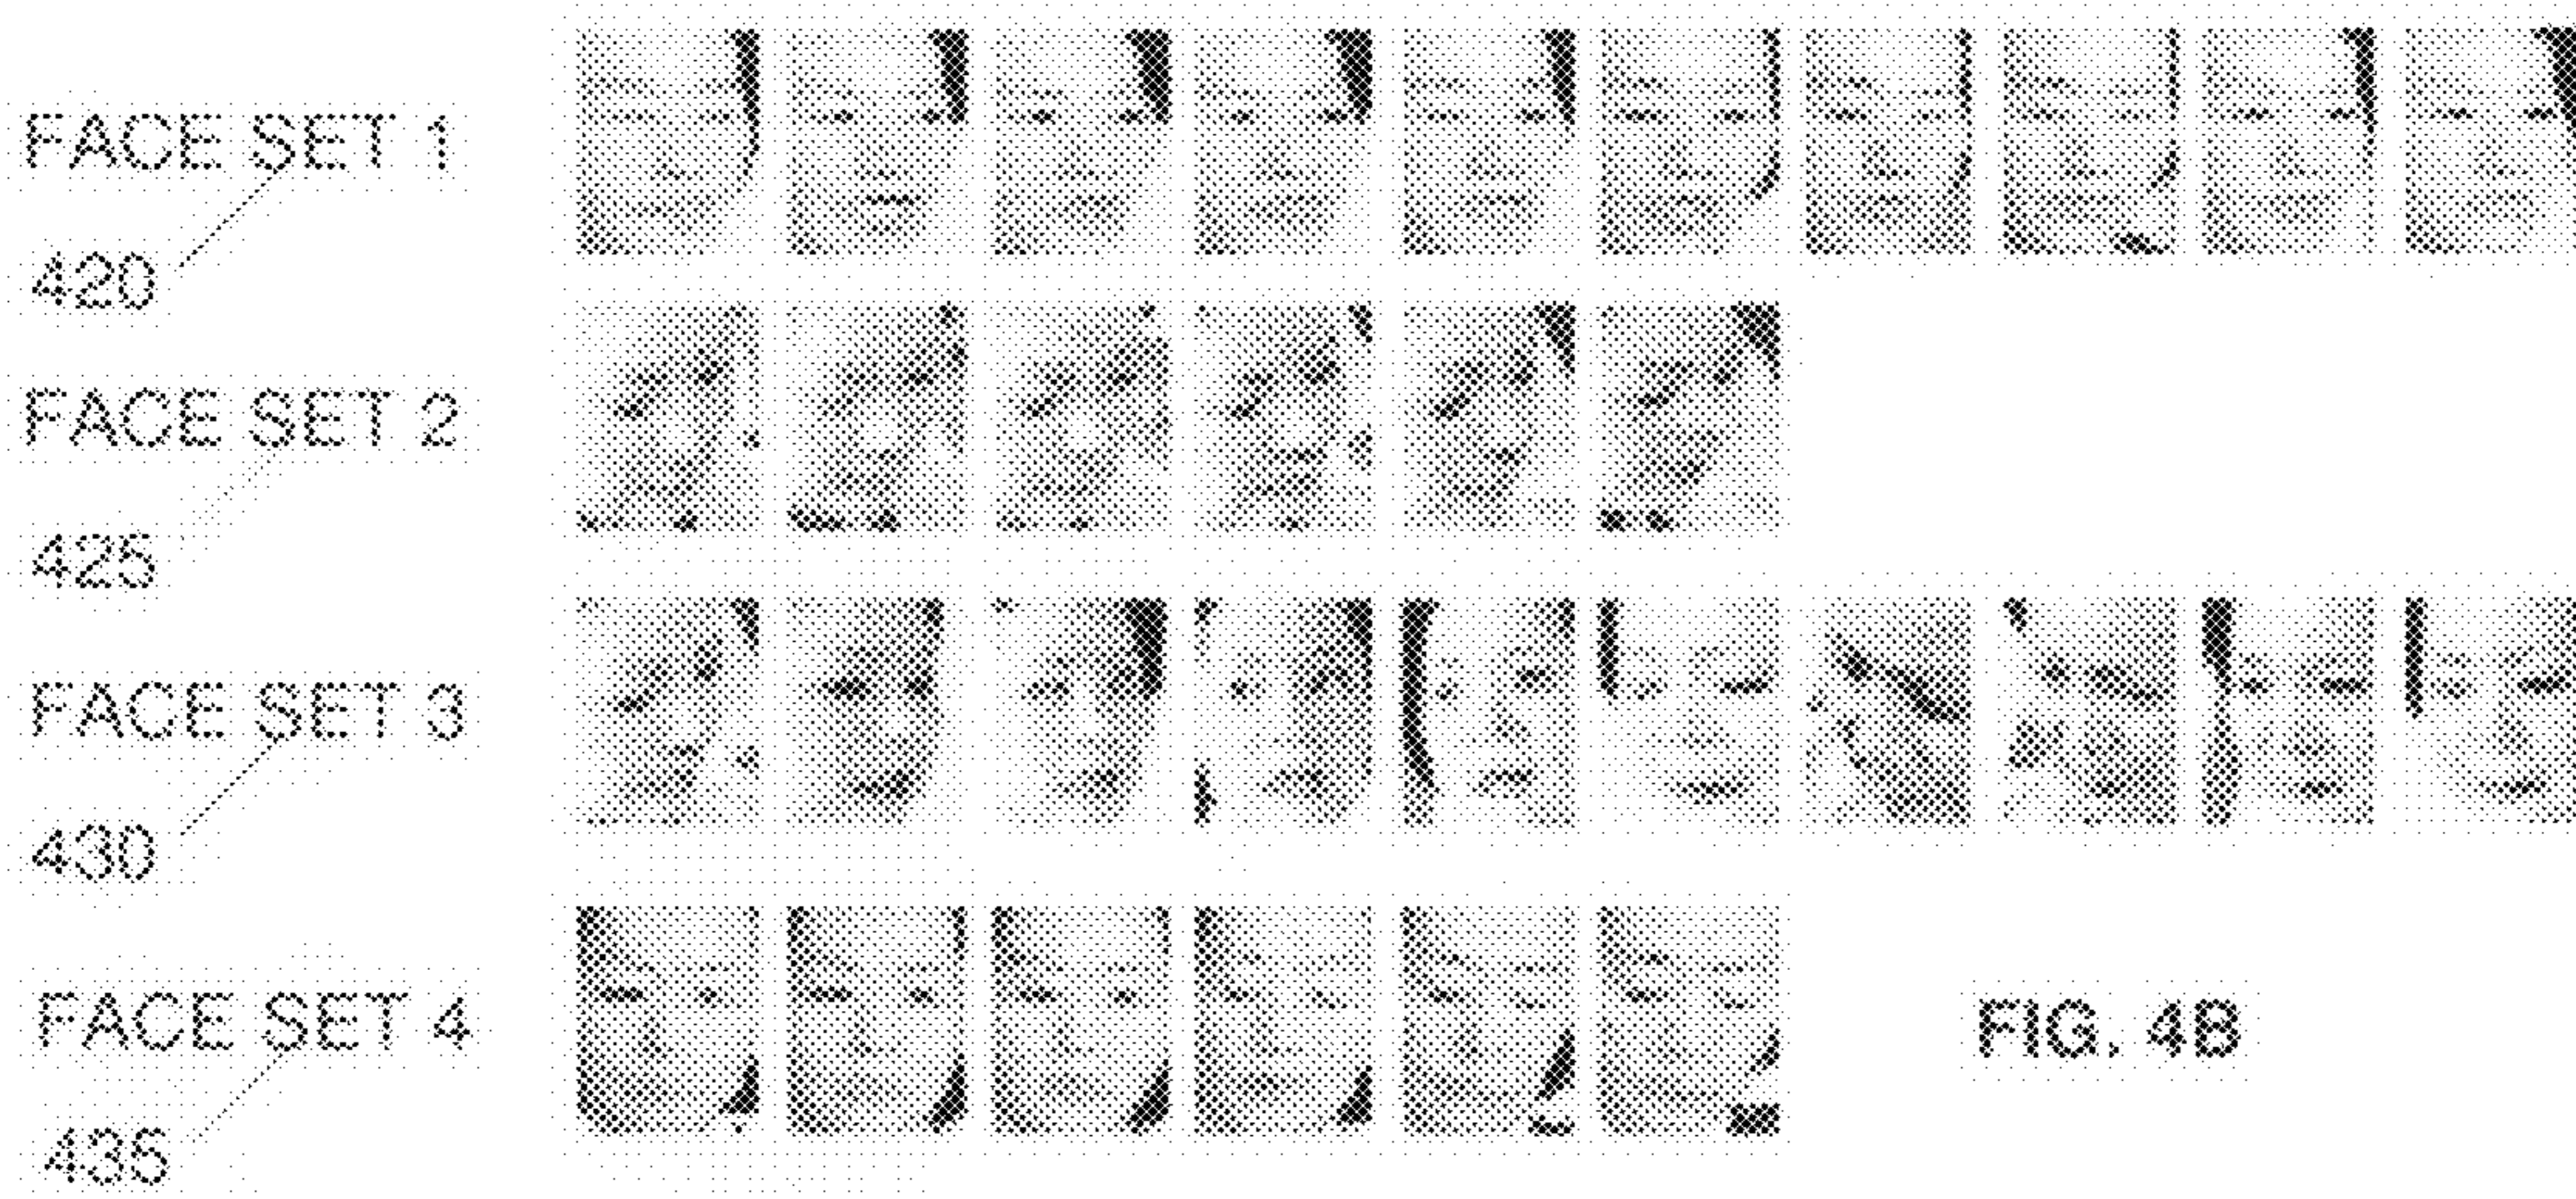 FACE SET 1
420
FACE SET 2
425
FACE SET 3
430
FACE SET 4
FIG. 4B
435